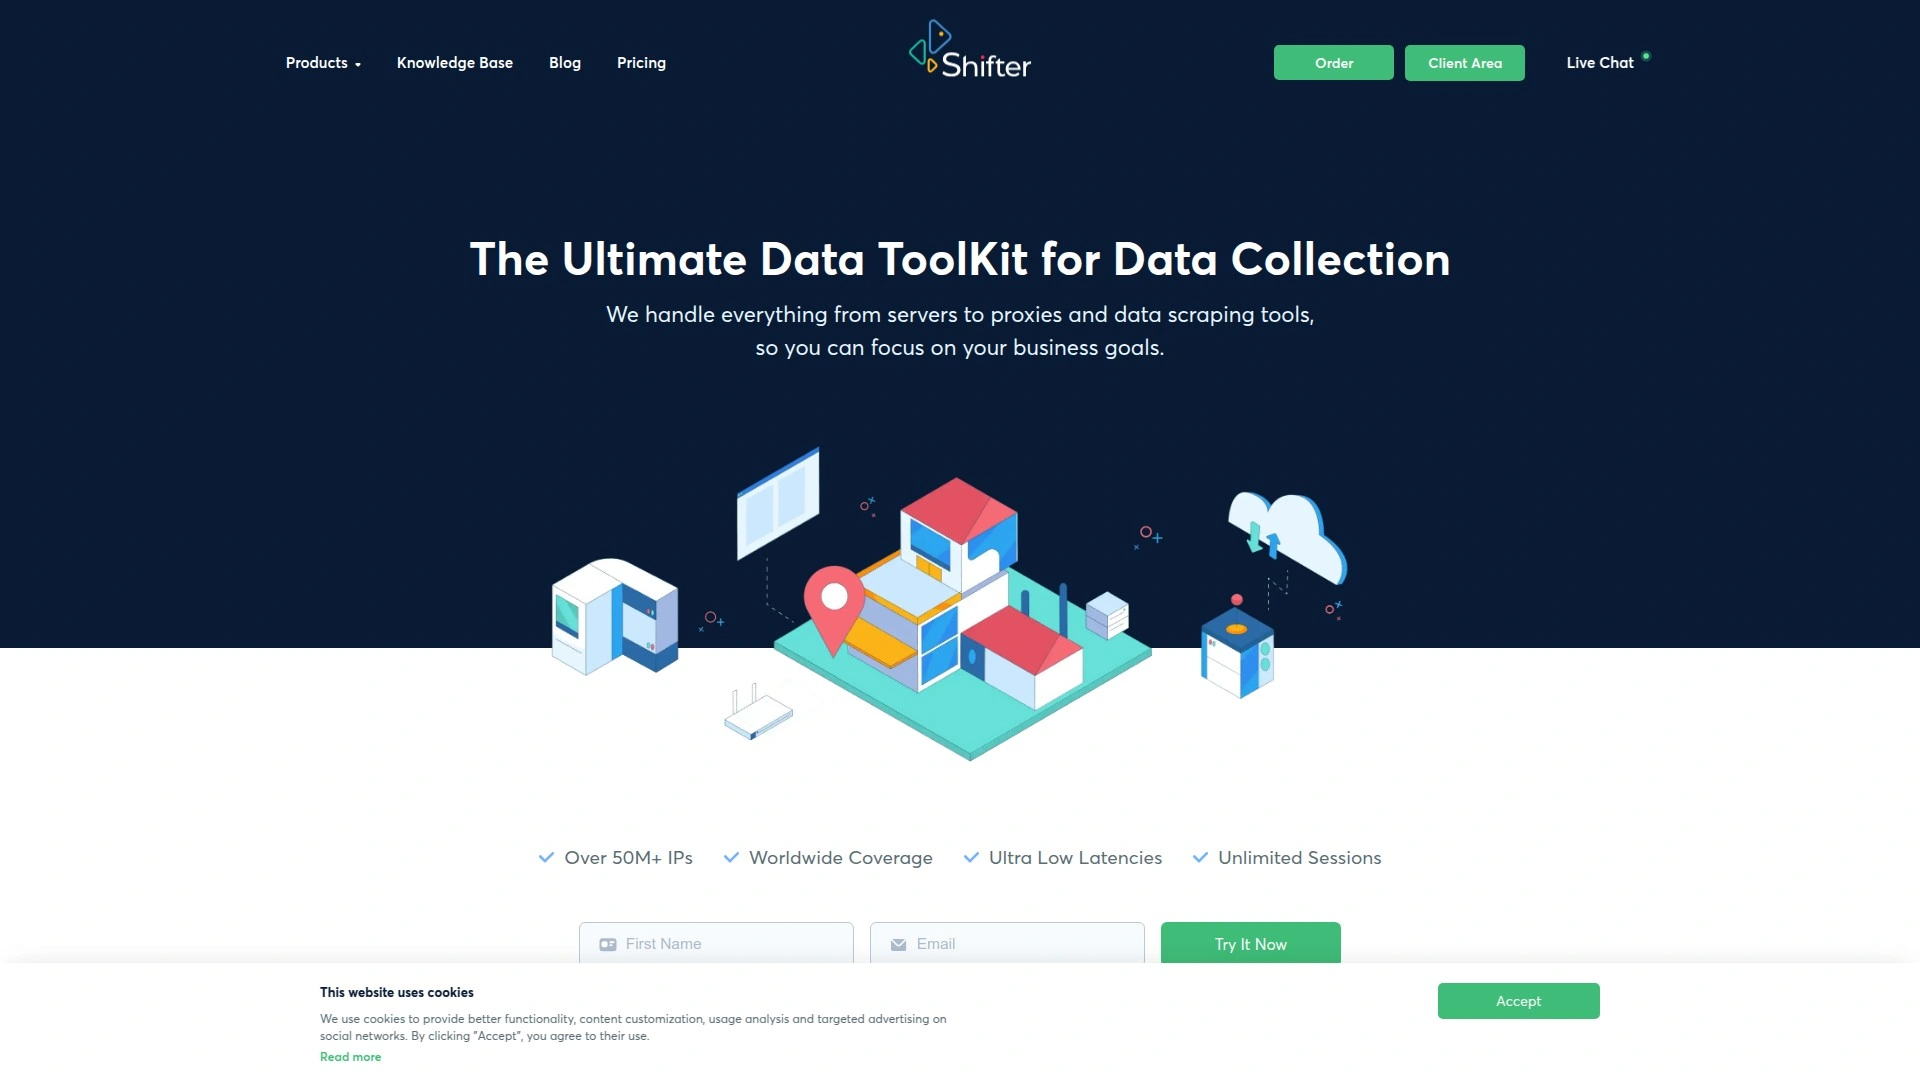 Products
Knowledge Base
Blog
Pricing
Shifter
Order
Client Area
Live Chat
The Ultimate Data ToolKit for Data Collection
We handle everything from servers to proxies and data scraping tools,
so you can focus on your business goals.
Over 50M+ IPs
Worldwide Coverage
Ultra Low Latencies
Unlimited Sessions
First Name
Email
Try It Now
This website uses cookies
We use cookies to provide better functionality, content customization, usage analysis and targeted advertising on
social networks. By clicking "Accept", you agree to their use.
Read more
Accept